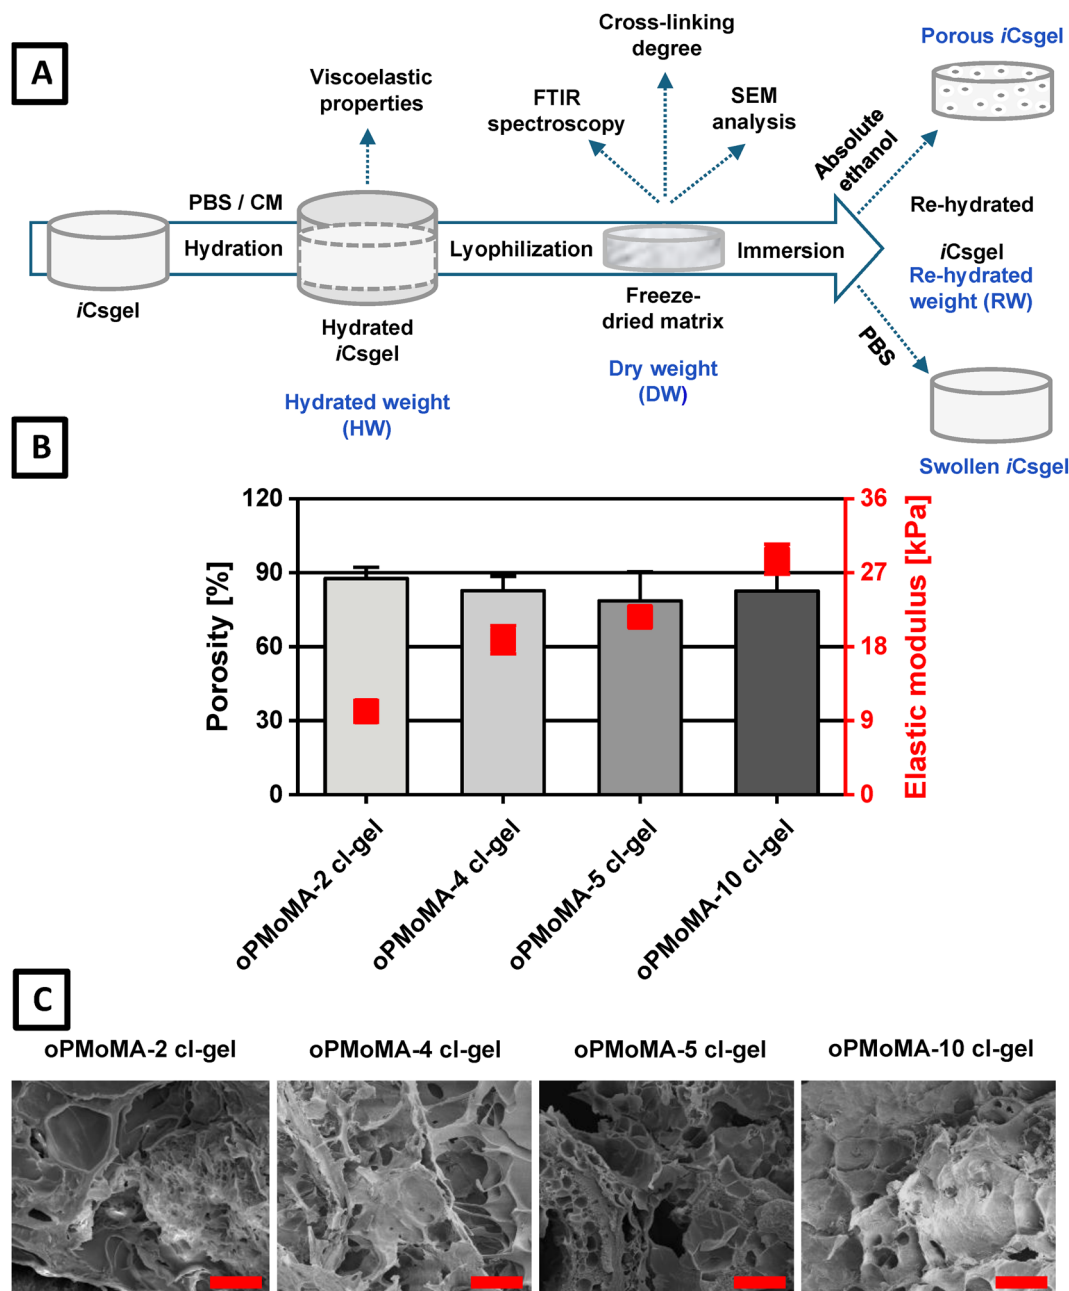 A
Viscoelastic
properties
FTIR
spectroscopy
Cross-linking
degree
SEM
analysis
Absolute
ethanol
Porous iCsgel
PBS / CM
Hydration
Lyophilization
Immersion
Re-hydrated
iCsgel
Re-hydrated
weight (RW)
iCsgel
Hydrated
iCsgel
Hydrated weight
(HW)
Freeze-
dried matrix
Dry weight
(DW)
PBS
Swollen iCsgel
B
Porosity [%]
120
90
60
30
0
36
27
18
9
0
Elastic modulus [kPa]
oPMoMA-2 cl-gel
oPMoMA-4 cl-gel
oPMoMA-5 cl-gel
oPMoMA-10 cl-gel
C
oPMoMA-2 cl-gel
oPMoMA-4 cl-gel
oPMoMA-5 cl-gel
oPMoMA-10 cl-gel